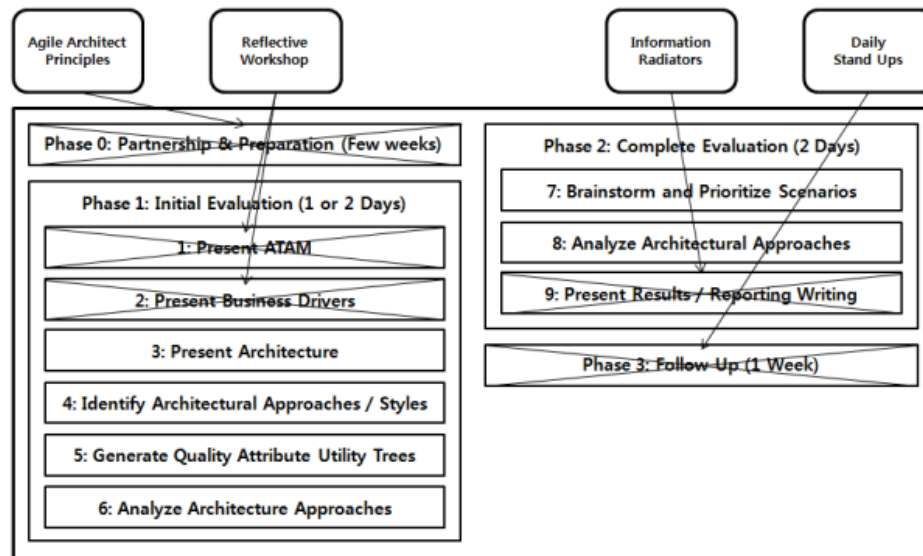 Agile Architect
Principles
Reflective
Workshop
Information
Radiators
Daily
Stand Ups
Phase 0: Partnership & Preparation (Few weeks)
Phase 1: Initial Evaluation (1 or 2 Days)
1: Present ATAM
2: Present Business Drivers
3: Present Architecture
4: Identify Architectural Approaches / Styles
5: Generate Quality Attribute Utility Trees
6: Analyze Architecture Approaches
Phase 2: Complete Evaluation (2 Days)
7: Brainstorm and Prioritize Scenarios
8: Analyze Architectural Approaches
9: Present Results / Reporting Writing
Phase 3: Follow Up (1 Week)